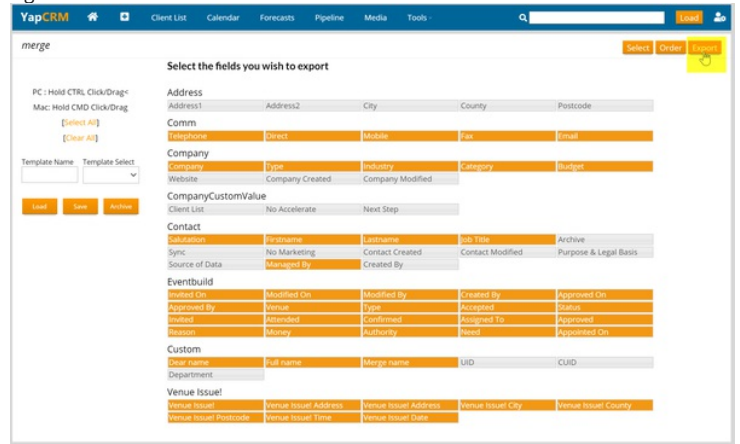 YapCRM Client List Calendar Forecasts Pipeline Media Tools Load
merge Select Order Export
Select the fields you wish to export
PC : Hold CTRL Click/Drag<
Mac: Hold CMD Click/Drag
[Select All]
[Clear All]
Template Name Template Select
Load Save Archive
Address
Address1 Address2 City County Postcode
Comm
Telephone Direct Mobile Fax Email
Company
Company Type Industry Category Budget
Website Company Created Company Modified
CompanyCustomValue
Client List No Accelerate Next Step
Contact
Salutation Firstname Lastname Job Title Archive
Sync No Marketing Contact Created Contact Modified Purpose & Legal Basis
Source of Data Managed By Created By
Eventbuild
Invited On Modified On Modified By Created By Approved On
Approved By Venue Type Accepted Status
Invited Attended Confirmed Assigned To Approved
Reason Money Authority Need Appointed On
Custom
Dear name Full name Merge name UID CUID
Department
Venue Issue!
Venue Issue! Venue Issue! Address Venue Issue! Address Venue Issue! City Venue Issue! County
Venue Issue! Postcode Venue Issue! Time Venue Issue! Date